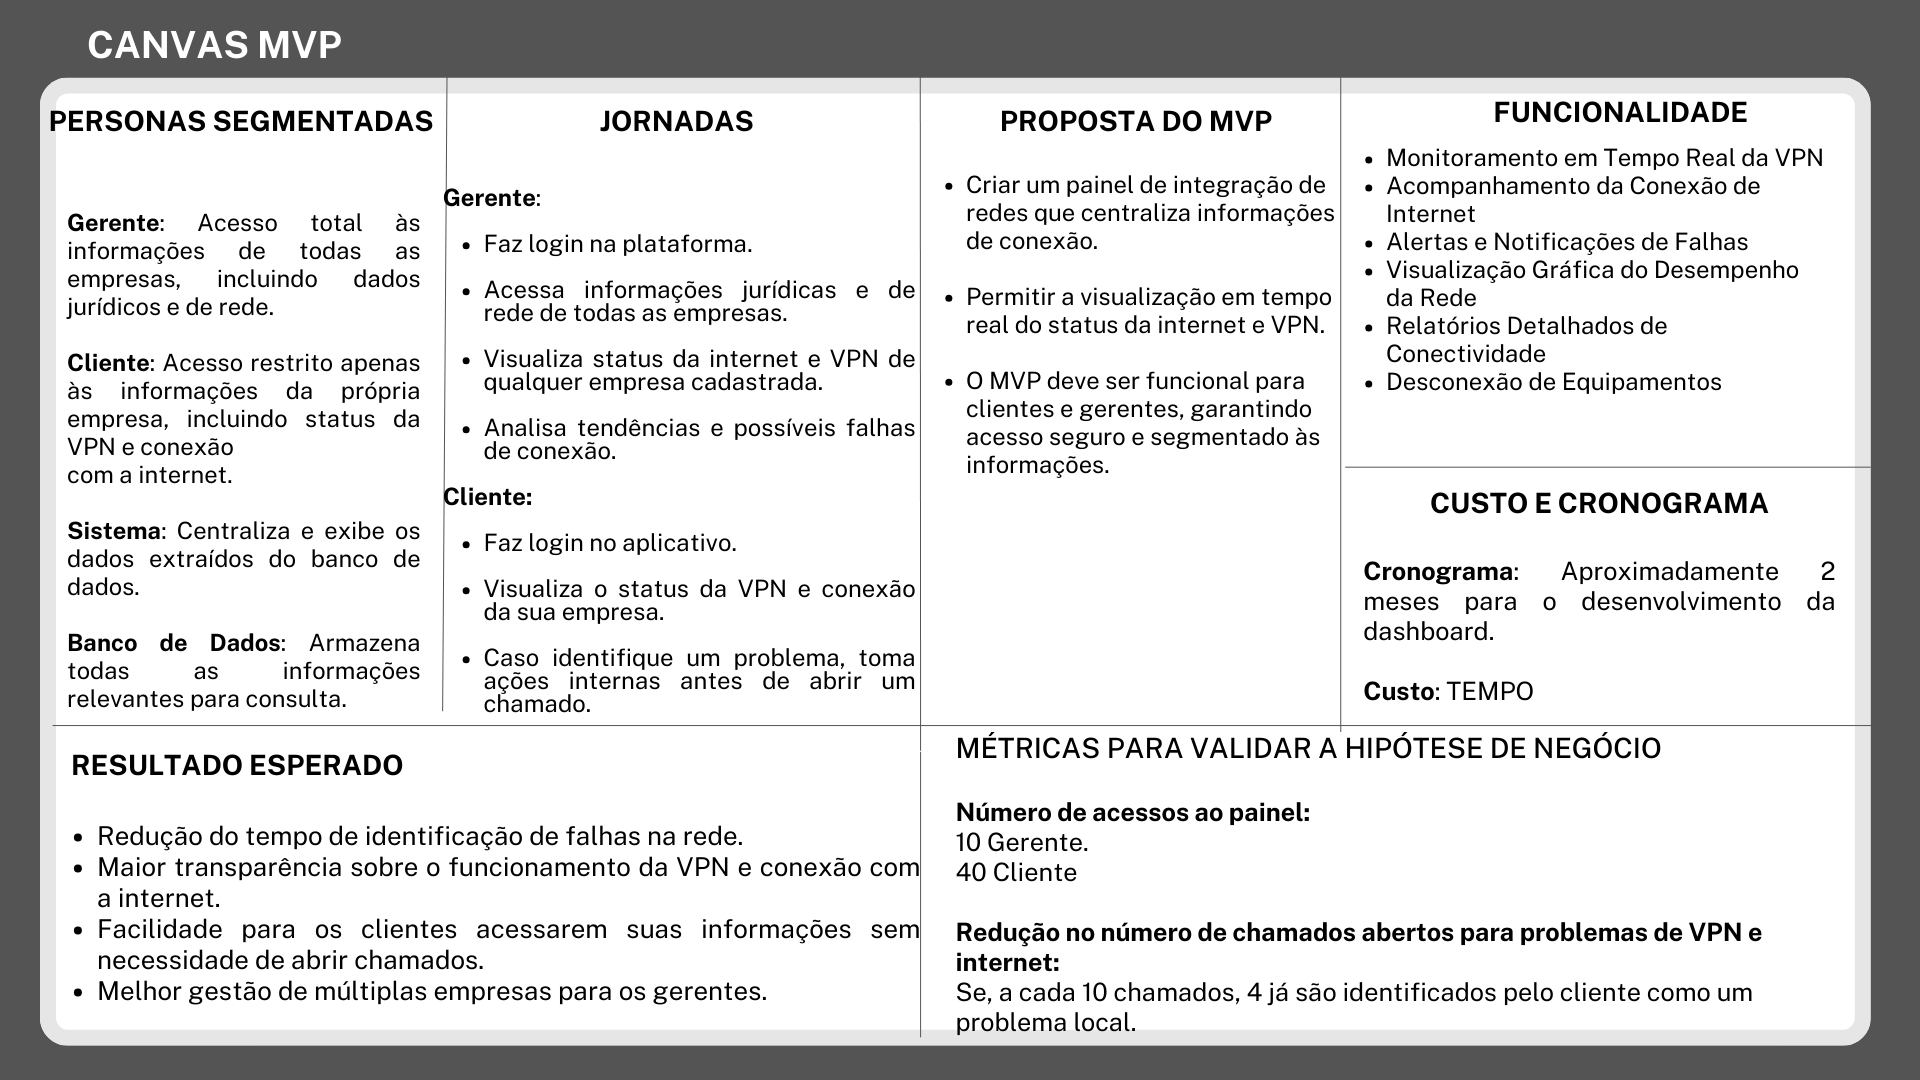 CANVAS MVP
PERSONAS SEGMENTADAS
Gerente: Acesso total às
informações de todas as
empresas, incluindo dados
jurídicos e de rede.
Cliente: Acesso restrito apenas
às informações da própria
empresa, incluindo status da
VPN e conexão
com a internet.
Sistema: Centraliza e exibe os
dados extraídos do banco de
dados.
Banco de Dados: Armazena
todas as informações
relevantes para consulta.
JORNADAS
Gerente:
• Faz login na plataforma.
• Acessa informações jurídicas e de
rede de todas as empresas.
• Visualiza status da internet e VPN de
qualquer empresa cadastrada.
• Analisa tendências e possíveis falhas
de conexão.
Cliente:
• Faz login no aplicativo.
• Visualiza o status da VPN e conexão
da sua empresa.
• Caso identifique um problema, toma
ações internas antes de abrir um
chamado.
PROPOSTA DO MVP
• Criar um painel de integração de
redes que centraliza informações
de conexão.
• Permitir a visualização em tempo
real do status da internet e VPN.
• O MVP deve ser funcional para
clientes e gerentes, garantindo
acesso seguro e segmentado às
informações.
FUNCIONALIDADE
• Monitoramento em Tempo Real da VPN
• Acompanhamento da Conexão de
Internet
• Alertas e Notificações de Falhas
• Visualização Gráfica do Desempenho
da Rede
• Relatórios Detalhados de
Conectividade
• Desconexão de Equipamentos
CUSTO E CRONOGRAMA
Cronograma: Aproximadamente 2
meses para o desenvolvimento da
dashboard.
Custo: TEMPO
RESULTADO ESPERADO
• Redução do tempo de identificação de falhas na rede.
• Maior transparência sobre o funcionamento da VPN e conexão com
a internet.
• Facilidade para os clientes acessarem suas informações sem
necessidade de abrir chamados.
• Melhor gestão de múltiplas empresas para os gerentes.
MÉTRICAS PARA VALIDAR A HIPÓTESE DE NEGÓCIO
Número de acessos ao painel:
10 Gerente.
40 Cliente
Redução no número de chamados abertos para problemas de VPN e
internet:
Se, a cada 10 chamados, 4 já são identificados pelo cliente como um
problema local.